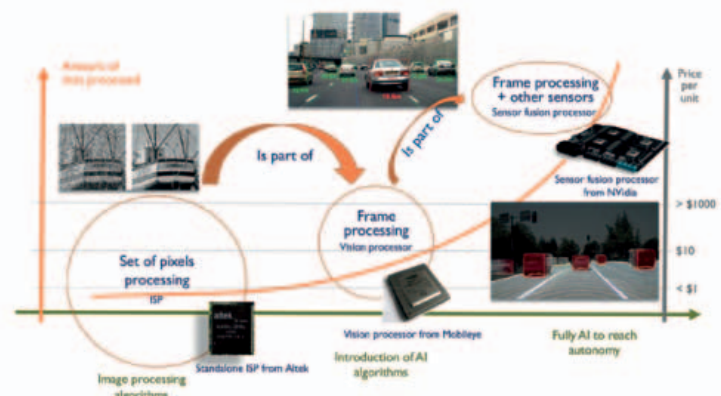 Amount of
data processed
Price
per
unit
Frame processing
+ other sensors
Sensor fusion processor
Is part of
Is part of
Sensor fusion processor
from NVidia
> $1000
Frame
processing
Vision processor
$10
Set of pixels
processing
ISP
< $1
Vision processor from Mobileye
Fully AI to reach
autonomy
Standalone ISP from Altek
Introduction of AI
algorithms
Image processing
algorithms